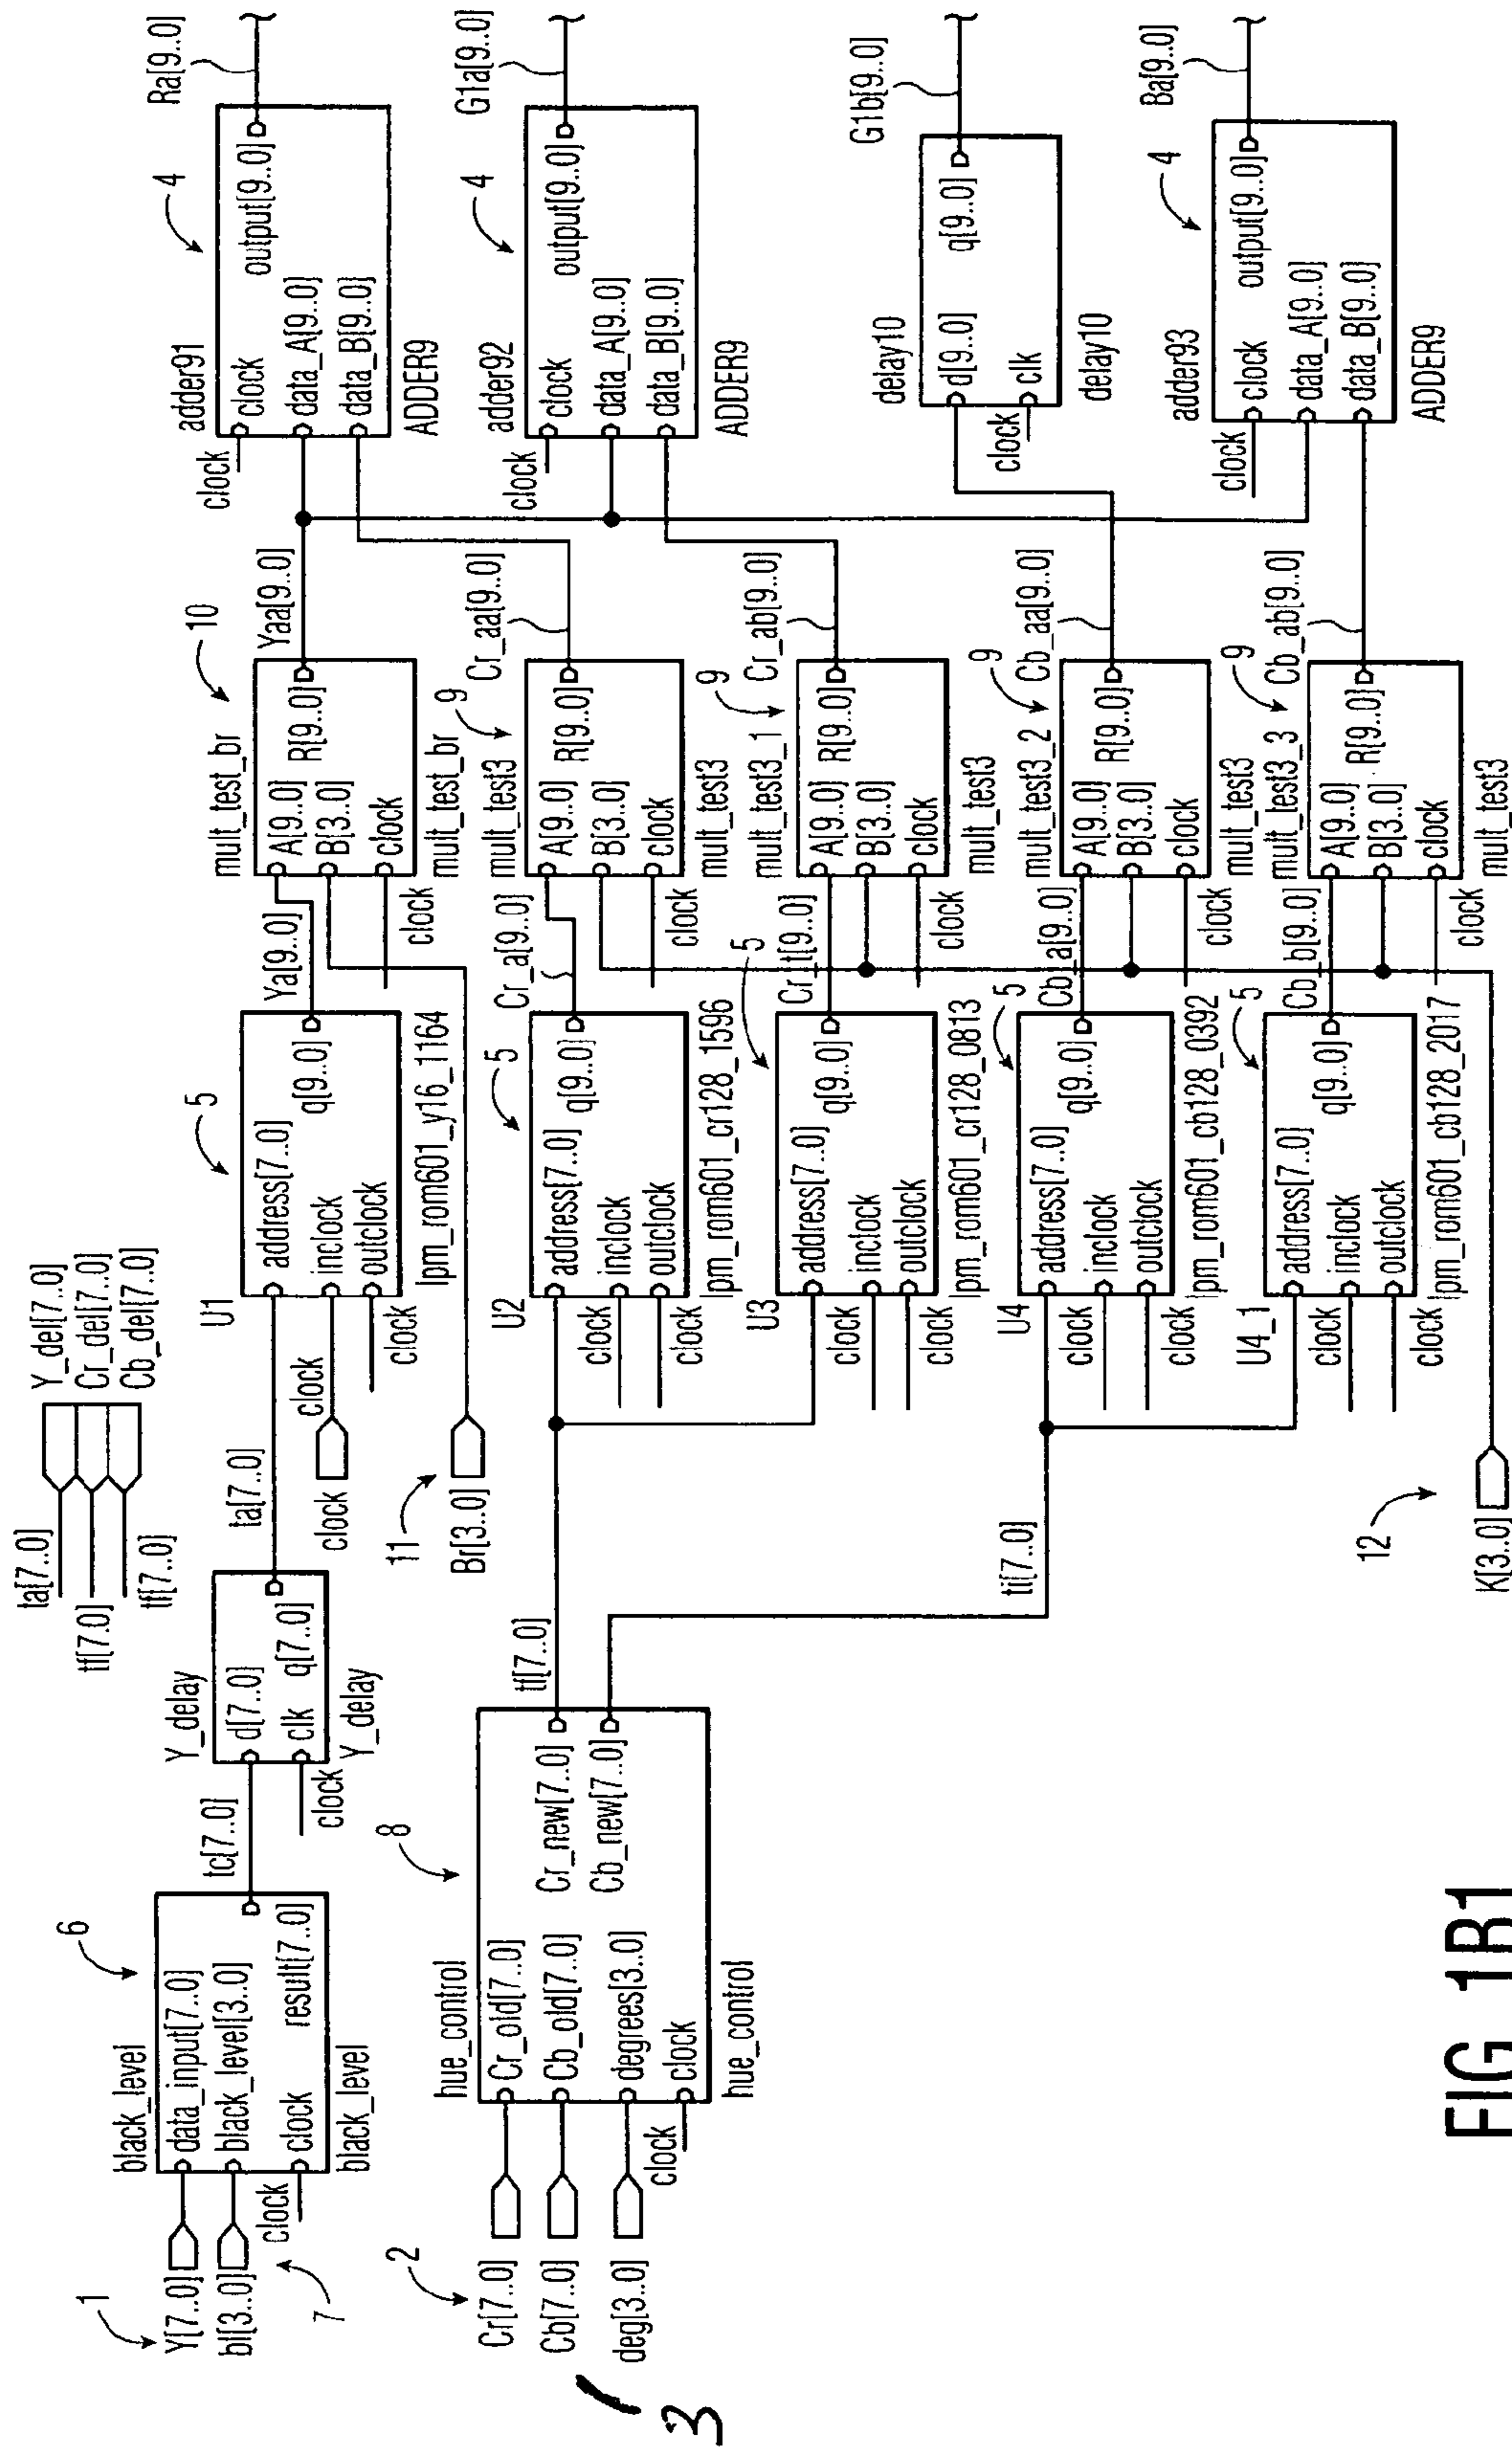 Y[7..0]
bl[3..0]
1
7
clock
black_level
data_input[7..0]
black_level[3..0]
clock
result[7..0]
black_level
6
tc[7..0]
Y_delay
d[7..0]
clk
q[7..0]
Y_delay
clock
ta[7..0]
ta[7..0]
tf[7.0]
tf[7..0]
Y_del[7..0]
Cr_del[7..0]
Cb_del[7..0]
clock
clock
clock
11
Br[3..0]
U1
address[7..0]
inclock
outclock
q[9..0]
lpm_rom601_y16_1164
5
Ya[9..0]
mult_test_br
A[9..0]
B[3..0]
clock
R[9..0]
mult_test_br
clock
10
Yaa[9..0]
adder91
clock
clock
data_A[9..0]
data_B[9..0]
output[9..0]
ADDER9
4
Ra[9..0]
2
Cr[7..0]
Cb[7..0]
deg[3..0]
3
clock
hue_control
Cr_old[7..0]
Cb_old[7..0]
degrees[3..0]
clock
Cr_new[7..0]
Cb_new[7..0]
hue_control
8
tf[7..0]
ti[7..0]
U2
address[7..0]
inclock
outclock
q[9..0]
clock
clock
lpm_rom601_cr128_1596
5
Cr_a[9..0]
mult_test3
A[9..0]
B[3..0]
clock
R[9..0]
mult_test3
clock
9
Cr_aa[9..0]
adder92
clock
clock
data_A[9..0]
data_B[9..0]
output[9..0]
ADDER9
4
G1a[9..0]
U3
address[7..0]
inclock
outclock
q[9..0]
clock
clock
lpm_rom601_cr128_0813
5
Cr_t[9..0]
mult_test3_1
A[9..0]
B[3..0]
clock
R[9..0]
mult_test3
clock
9
Cr_ab[9..0]
delay10
d[9..0]
clk
q[9..0]
delay10
clock
G1b[9..0]
U4
address[7..0]
inclock
outclock
q[9..0]
clock
clock
lpm_rom601_cb128_0392
5
Cb_a[9..0]
mult_test3_2
A[9..0]
B[3..0]
clock
R[9..0]
mult_test3
clock
9
Cb_aa[9..0]
adder93
clock
clock
data_A[9..0]
data_B[9..0]
output[9..0]
ADDER9
4
Ba[9..0]
U4_1
address[7..0]
inclock
outclock
q[9..0]
clock
clock
lpm_rom601_cb128_2017
5
Cb_b[9..0]
mult_test3_3
A[9..0]
B[3..0]
clock
R[9..0]
mult_test3
clock
9
Cb_ab[9..0]
12
K[3..0]
FIG 1B1